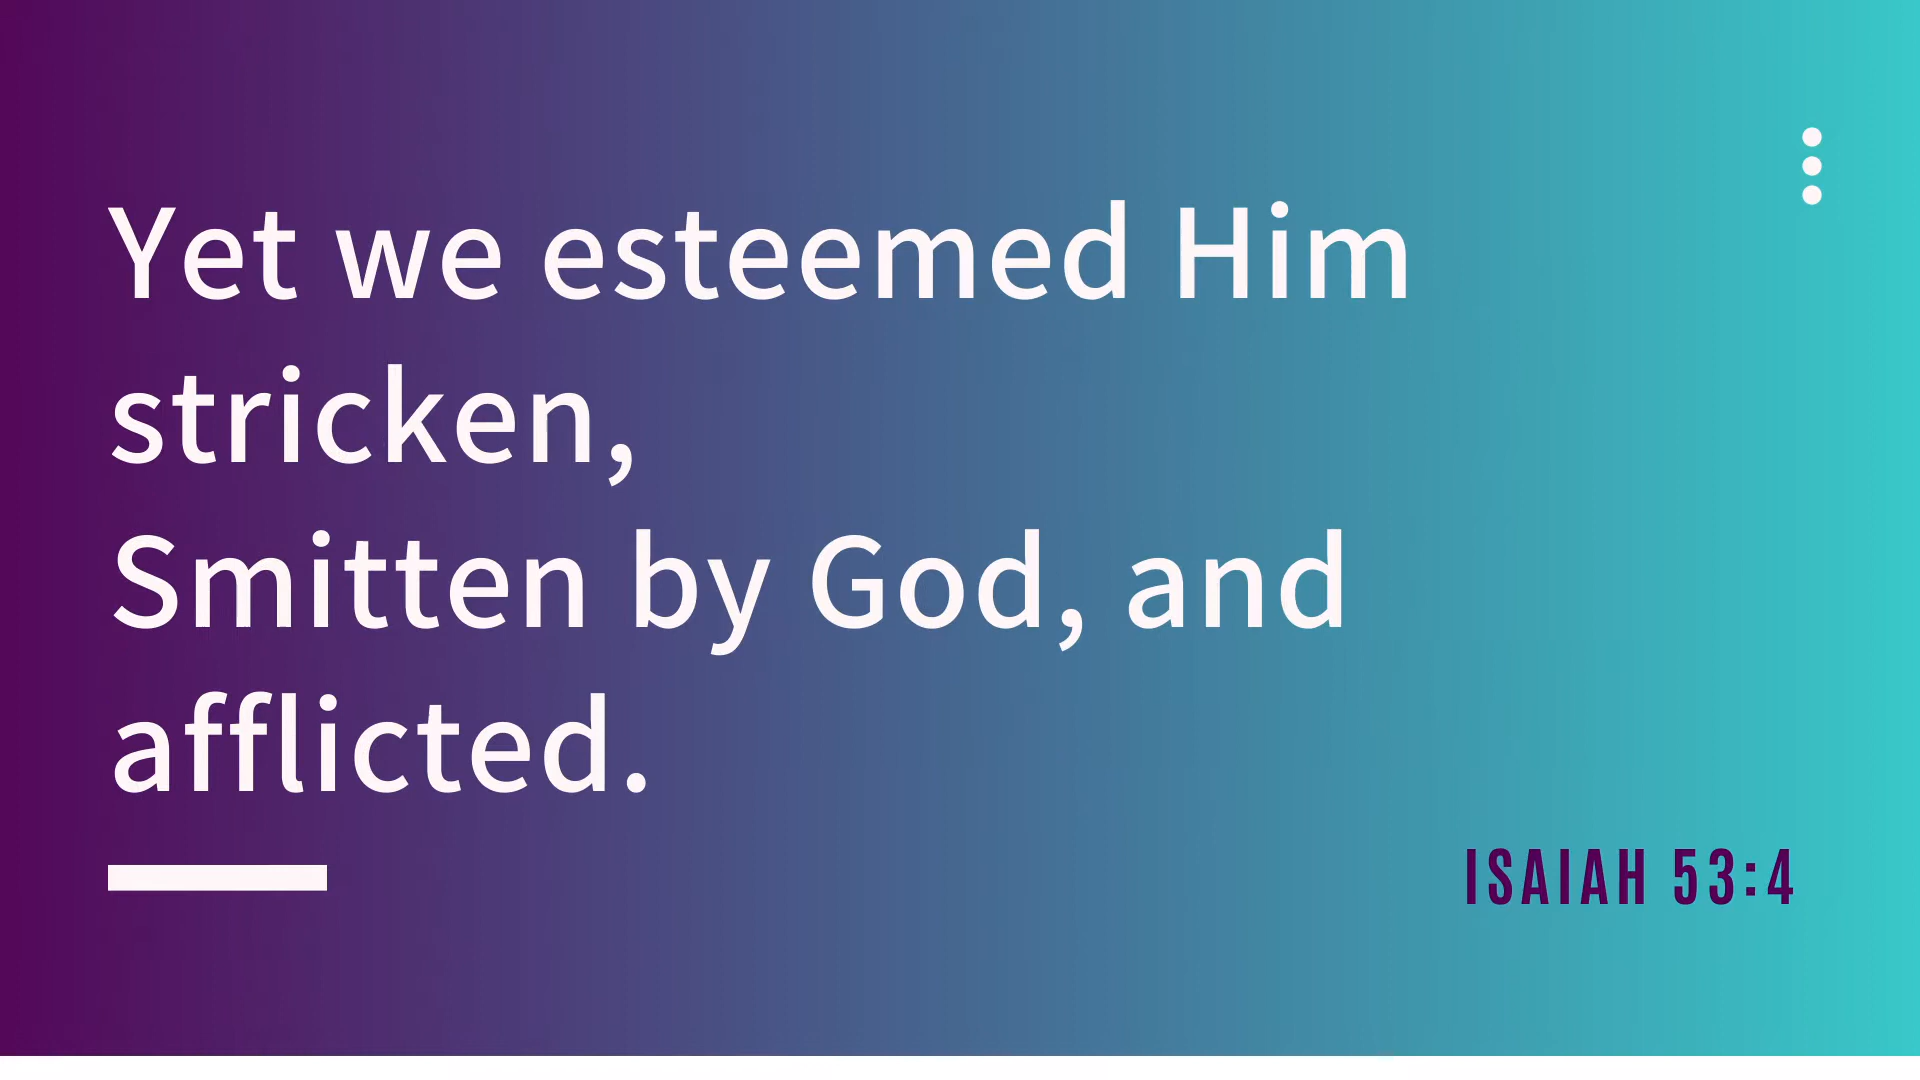 Yet we esteemed Him
stricken,
Smitten by God, and
afflicted.
ISAIAH 53:4